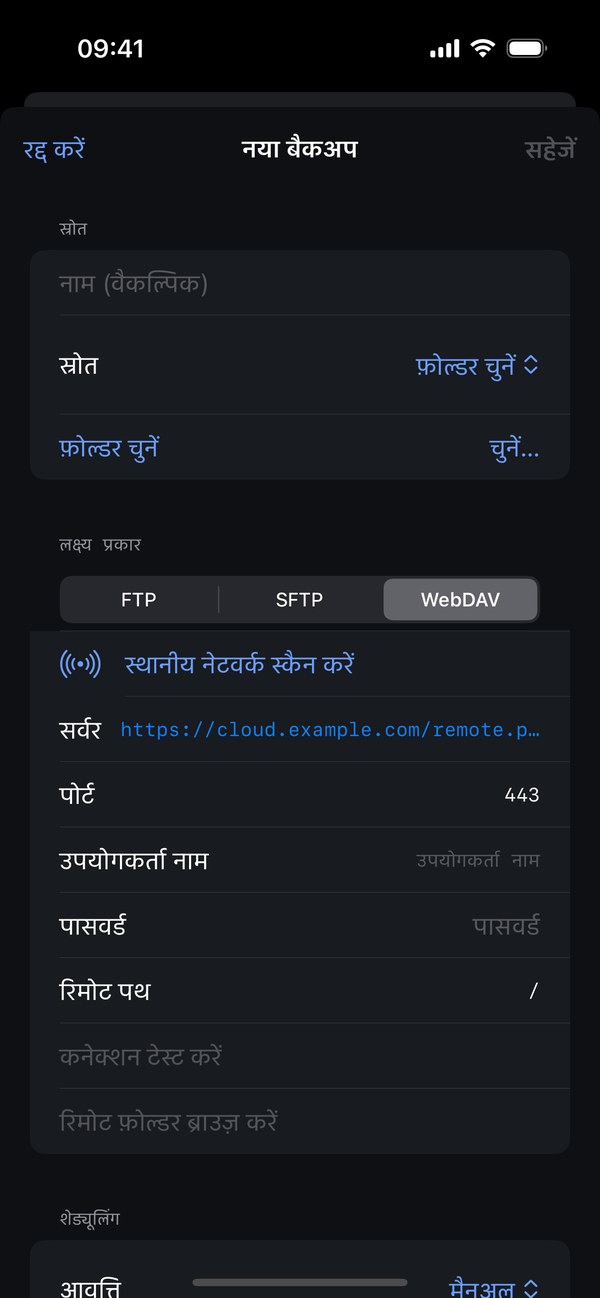 09:41
रद्द करें नया बैकअप सहेजें
स्रोत
नाम (वैकल्पिक)
स्रोत फ़ोल्डर चुनें
फ़ोल्डर चुनें चुनें...
लक्ष्य प्रकार
FTP SFTP WebDAV
स्थानीय नेटवर्क स्कैन करें
सर्वर https://cloud.example.com/remote.p...
पोर्ट 443
उपयोगकर्ता नाम उपयोगकर्ता नाम
पासवर्ड पासवर्ड
रिमोट पथ /
कनेक्शन टेस्ट करें
रिमोट फ़ोल्डर ब्राउज़ करें
शेड्यूलिंग
आवृत्ति मैनुअल